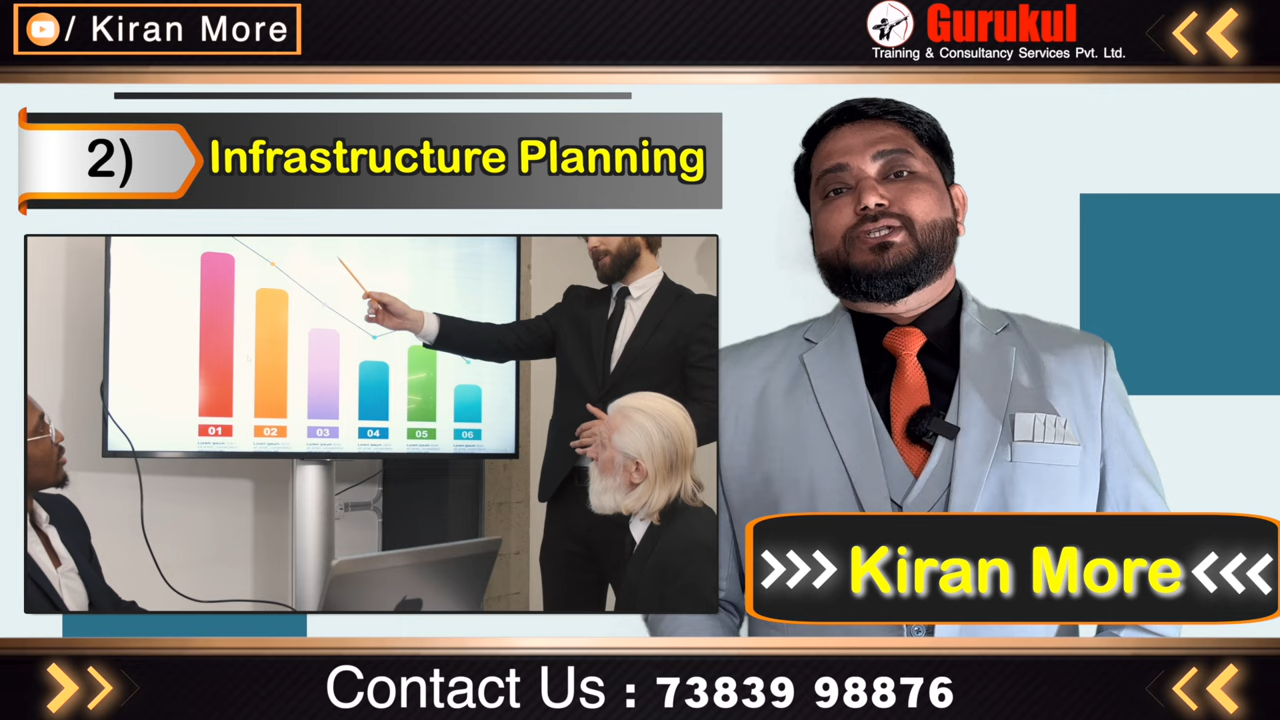 / Kiran More
Gurukul
Training & Consultancy Services Pvt. Ltd.
2) Infrastructure Planning
01 02 03 04 05 06
>>> Kiran More <<<
Contact Us : 73839 98876